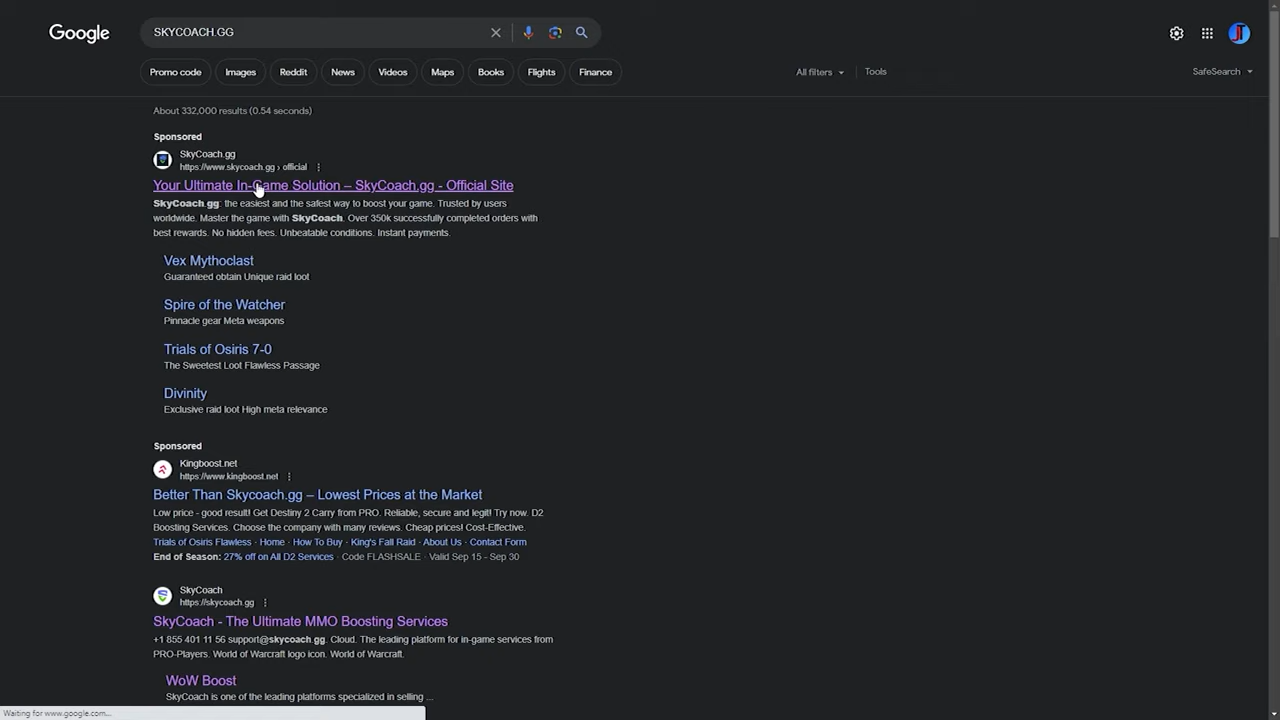 Google
SKYCOACH.GG
Promo code
Images
Reddit
News
Videos
Maps
Books
Flights
Finance
All filters
Tools
SafeSearch
About 332,000 results (0.54 seconds)
Sponsored
SkyCoach.gg
https://www.skycoach.gg › official
Your Ultimate In-Game Solution – SkyCoach.gg - Official Site
SkyCoach.gg: the easiest and the safest way to boost your game. Trusted by users
worldwide. Master the game with SkyCoach. Over 350k successfully completed orders with
best rewards. No hidden fees. Unbeatable conditions. Instant payments.
Vex Mythoclast
Guaranteed obtain Unique raid loot
Spire of the Watcher
Pinnacle gear Meta weapons
Trials of Osiris 7-0
The Sweetest Loot Flawless Passage
Divinity
Exclusive raid loot High meta relevance
Sponsored
Kingboost.net
https://www.kingboost.net
Better Than Skycoach.gg – Lowest Prices at the Market
Low price - good result! Get Destiny 2 Carry from PRO. Reliable, secure and legit! Try now. D2
Boosting Services. Choose the company with many reviews. Cheap prices! Cost-Effective.
Trials of Osiris Flawless · Home · How To Buy · King's Fall Raid · About Us · Contact Form
End of Season: 27% off on All D2 Services · Code FLASHSALE · Valid Sep 15 - Sep 30
SkyCoach
https://skycoach.gg
SkyCoach - The Ultimate MMO Boosting Services
+1 855 401 11 56 support@skycoach.gg. Cloud. The leading platform for in-game services from
PRO-Players. World of Warcraft logo icon. World of Warcraft.
WoW Boost
SkyCoach is one of the leading platforms specialized in selling ...
Waiting for www.google.com...